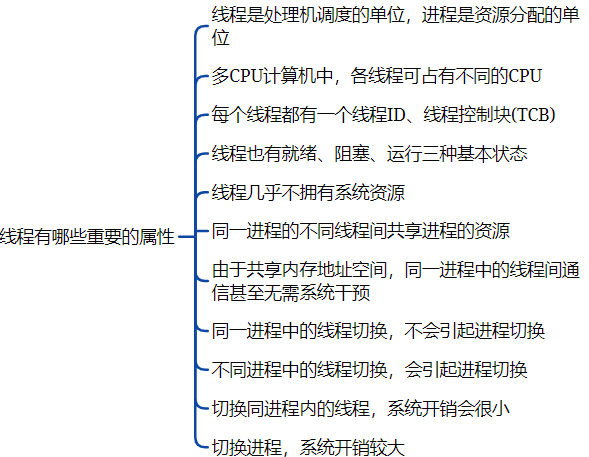 线程有哪些重要的属性
线程是处理机调度的单位，进程是资源分配的单
位
多CPU计算机中，各线程可占有不同的CPU
每个线程都有一个线程ID、线程控制块(TCB)
线程也有就绪、阻塞、运行三种基本状态
线程几乎不拥有系统资源
同一进程的不同线程间共享进程的资源
由于共享内存地址空间，同一进程中的线程间通
信甚至无需系统干预
同一进程中的线程切换，不会引起进程切换
不同进程中的线程切换，会引起进程切换
切换同进程内的线程，系统开销会很小
切换进程，系统开销较大